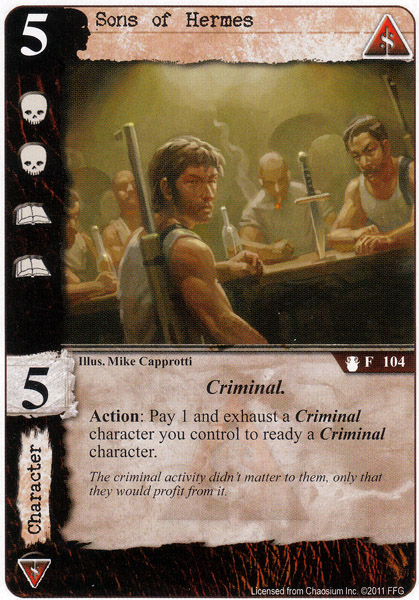 5
Sons of Hermes
Illus. Mike Capprotti
F 104
5
Character
Criminal.
Action: Pay 1 and exhaust a Criminal
character you control to ready a Criminal
character.
The criminal activity didn't matter to them, only that
they would profit from it.
Licensed from Chaosium Inc. ©2011 FFG